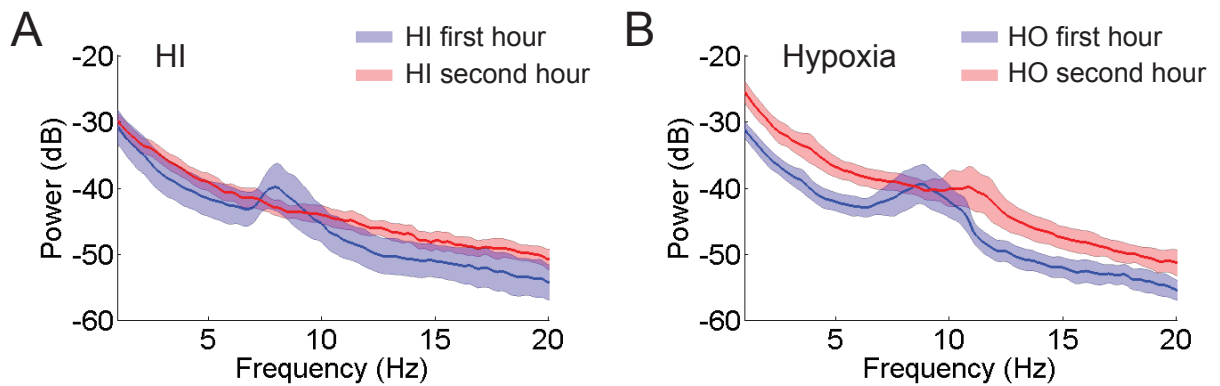 A
HI
HI first hour
HI second hour
-20
-30
-40
-50
-60
Power (dB)
5
10
15
20
Frequency (Hz)
B
Hypoxia
HO first hour
HO second hour
-20
-30
-40
-50
-60
Power (dB)
5
10
15
20
Frequency (Hz)